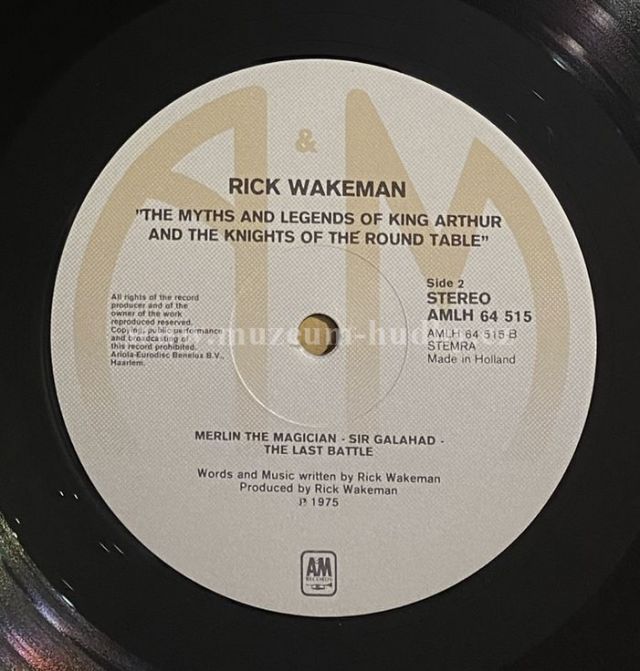 &
RICK WAKEMAN
"THE MYTHS AND LEGENDS OF KING ARTHUR
AND THE KNIGHTS OF THE ROUND TABLE"
All rights of the record
producer and of the
owner of the work
reproduced reserved.
Copying, public performance
and broadcasting of
this record prohibited.
Ariola-Eurodisc Benelux B.V.,
Haarlem.
Side 2
STEREO
AMLH 64 515
AMLH 64 515 B
STEMRA
Made in Holland
MERLIN THE MAGICIAN - SIR GALAHAD -
THE LAST BATTLE
Words and Music written by Rick Wakeman
Produced by Rick Wakeman
℗ 1975
AM
RECORDS